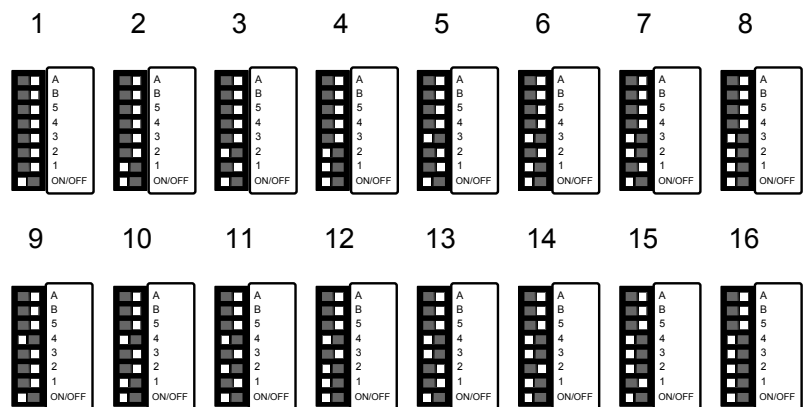 1 2 3 4 5 6 7 8
A A A A A A A A
B B B B B B B B
5 5 5 5 5 5 5 5
4 4 4 4 4 4 4 4
3 3 3 3 3 3 3 3
2 2 2 2 2 2 2 2
1 1 1 1 1 1 1 1
ON/OFF ON/OFF ON/OFF ON/OFF ON/OFF ON/OFF ON/OFF ON/OFF
9 10 11 12 13 14 15 16
A A A A A A A A
B B B B B B B B
5 5 5 5 5 5 5 5
4 4 4 4 4 4 4 4
3 3 3 3 3 3 3 3
2 2 2 2 2 2 2 2
1 1 1 1 1 1 1 1
ON/OFF ON/OFF ON/OFF ON/OFF ON/OFF ON/OFF ON/OFF ON/OFF